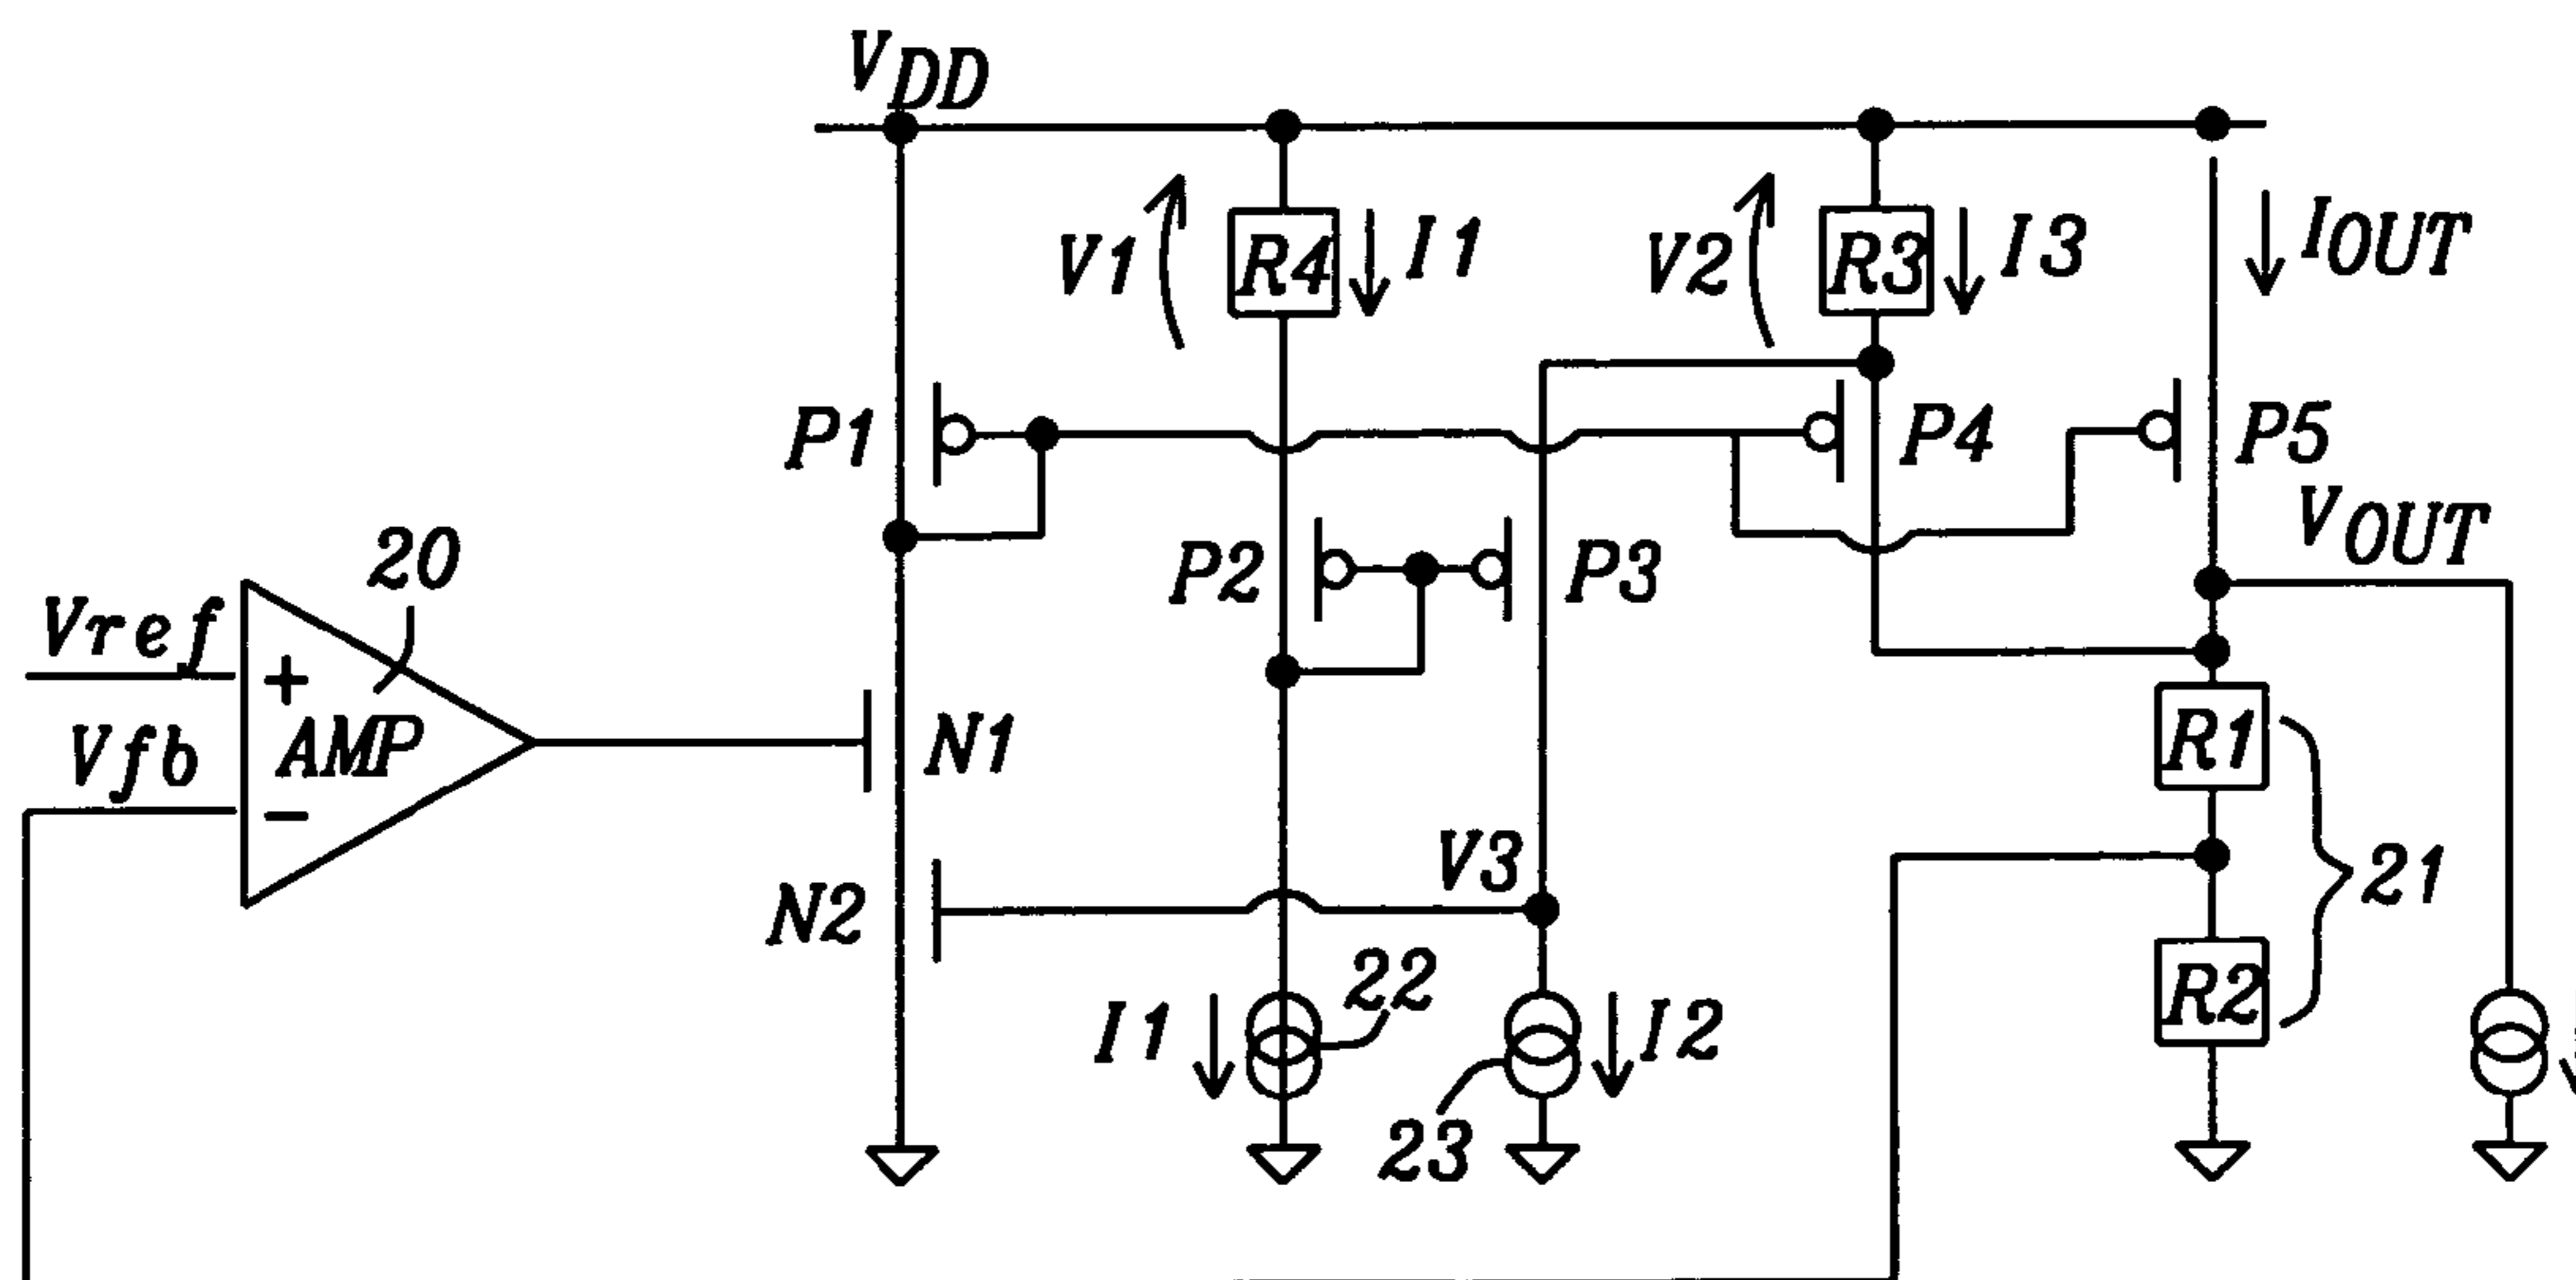 VDD
V1
R4
I1
V2
R3
I3
IOUT
P1
P4
P5
20
P2
P3
VOUT
Vref
+
AMP
Vfb
−
N1
R1
V3
21
N2
22
R2
I1
I2
23